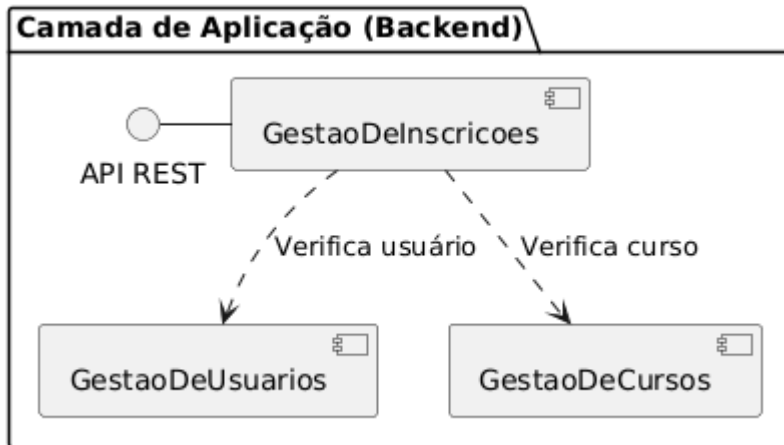 Camada de Aplicação (Backend)
GestaoDeInscricoes
API REST
Verifica usuário
Verifica curso
GestaoDeUsuarios
GestaoDeCursos